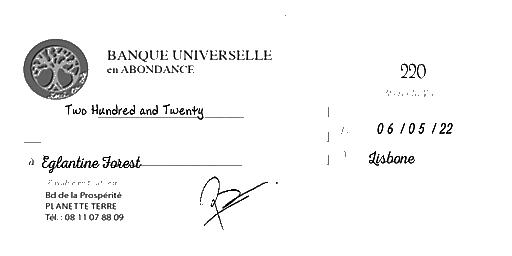 BANQUE UNIVERSELLE
en ABONDANCE
220
Two Hundred and Twenty
06/05/22
à Eglantine Forest
Lisbone
Bd de la Prospérité
PLANETTE TERRE
Tél. : 08 11 07 88 09